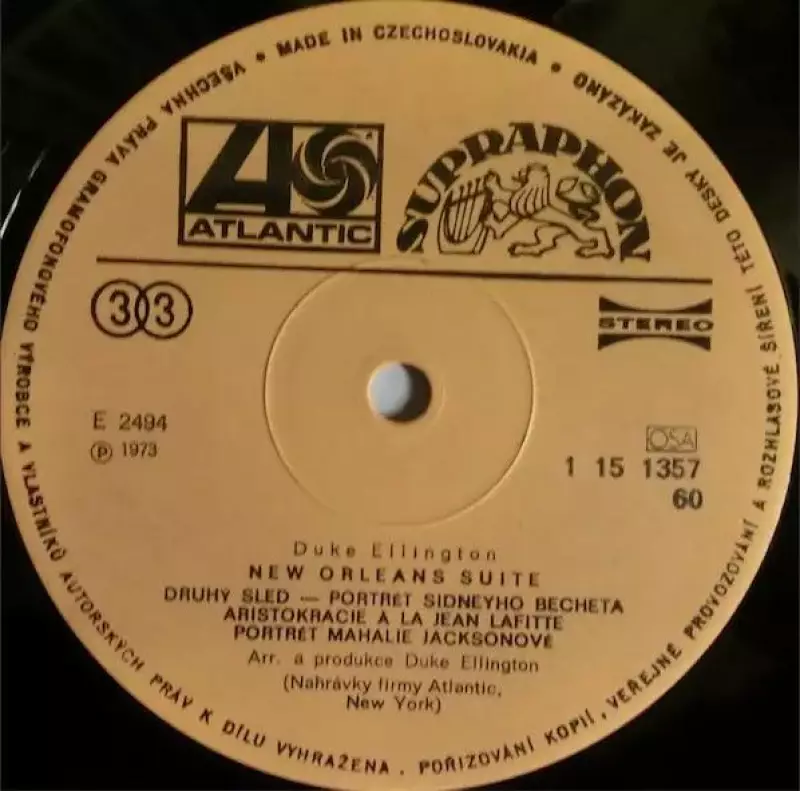 MADE IN CZECHOSLOVAKIA • VŠECHNA PRÁVA GRAMOFONOVÉHO VÝROBCE A VLASTNÍKŮ AUTORSKÝCH PRÁV K DÍLU VYHRAŽENA. POŘIZOVÁNÍ KOPIÍ, VEŘEJNÉ PROVOZOVÁNÍ A ROZHLASOVÉ ŠÍŘENÍ TÉTO DESKY JE ZAKÁZÁNO •
ATLANTIC
SUPRAPHON
33
STEREO
E 2494
Ⓟ 1973
OSA
1 15 1357
60
Duke Ellington
NEW ORLEANS SUITE
DRUHÝ SLED — PORTRÉT SIDNEYHO BECHETA
ARISTOKRACIE A LA JEAN LAFITTE
PORTRÉT MAHALIE JACKSONOVÉ
Arr. a produkce Duke Ellington
(Nahrávky firmy Atlantic,
New York)